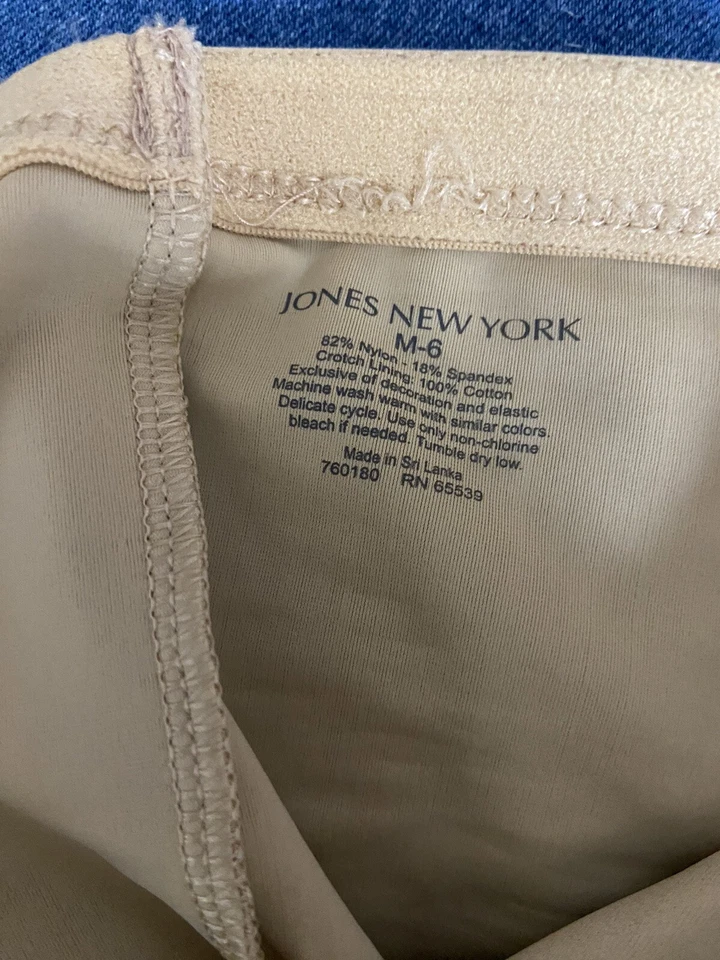 JONES NEW YORK
M-6
82% Nylon - 18% Spandex
Crotch Lining: 100% Cotton
Exclusive of decoration and elastic
Machine wash warm with similar colors.
Delicate cycle. Use only non-chlorine
bleach if needed. Tumble dry low.
Made in Sri Lanka
760180 RN 65539